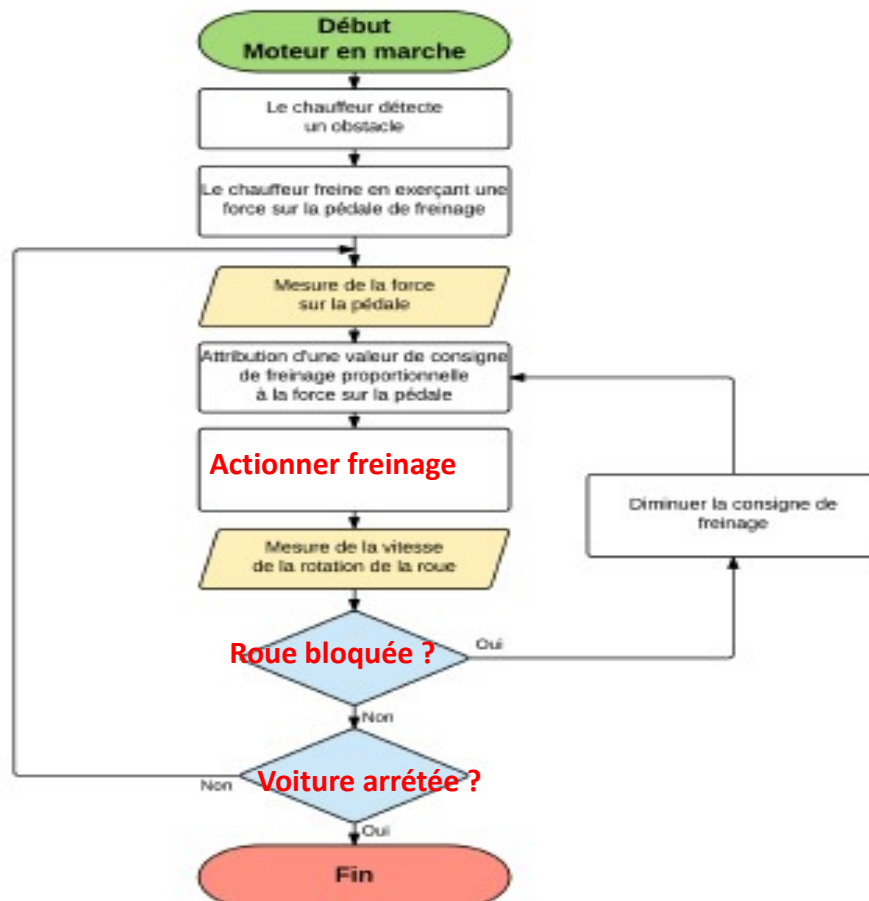 Début
Moteur en marche
Le chauffeur détecte
un obstacle
Le chauffeur freine en exerçant une
force sur la pédale de freinage
Mesure de la force
sur la pédale
Attribution d'une valeur de consigne
de freinage proportionnelle
à la force sur la pédale
Actionner freinage
Diminuer la consigne de
freinage
Mesure de la vitesse
de la rotation de la roue
Roue bloquée ?
Oui
Non
Voiture arrétée ?
Non
Oui
Fin